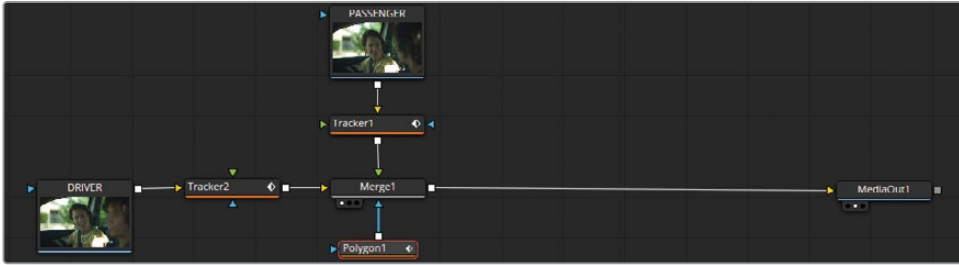 PASSENGER
Tracker1
DRIVER
Tracker2
Merge1
MediaOut1
Polygon1